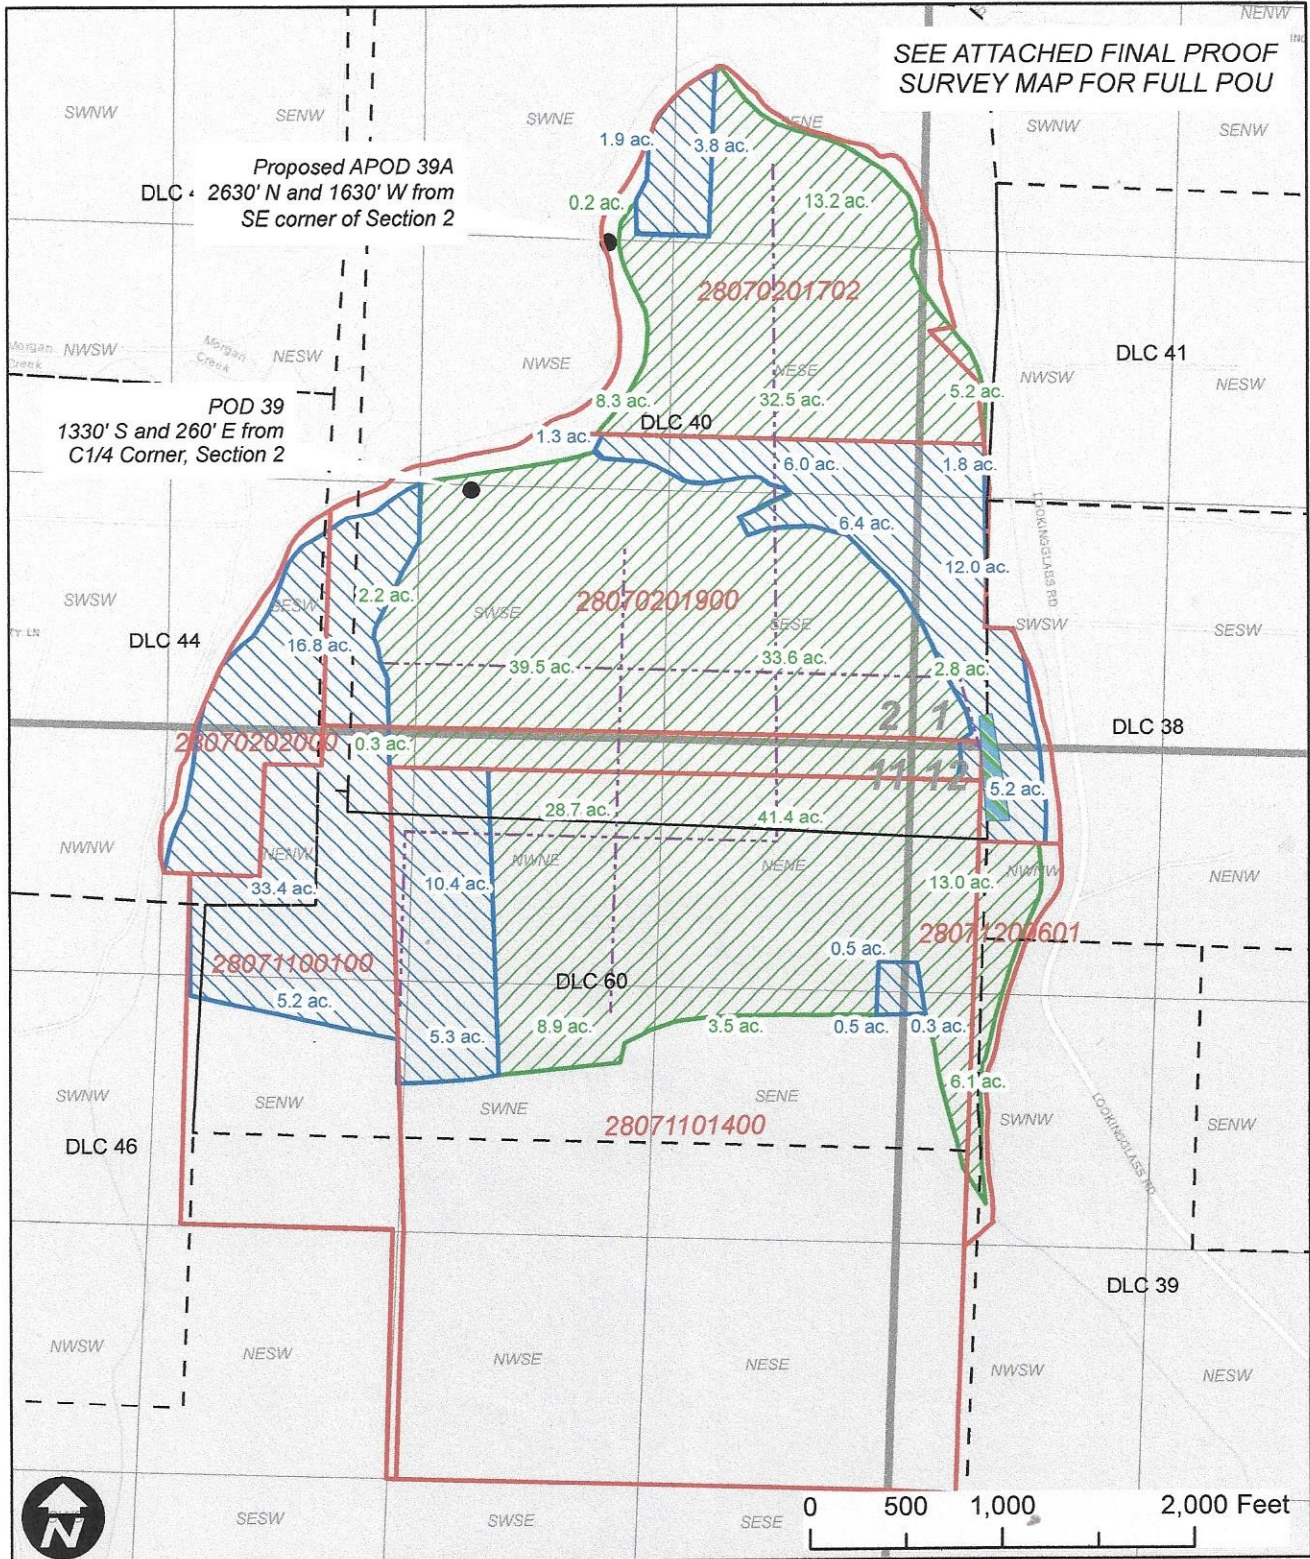 NENW
SEE ATTACHED FINAL PROOF
SURVEY MAP FOR FULL POU
SWNW
SENW
SWNE
SENE
SWNW
SENW
1.9 ac.
3.8 ac.
Proposed APOD 39A
DLC 4 2630' N and 1630' W from
SE corner of Section 2
0.2 ac.
13.2 ac.
28070201702
Morgan
Creek
NWSW
Morgan
Creek
NESW
NWSE
NESE
NWSW
DLC 41
NESW
POD 39
1330' S and 260' E from
C1/4 Corner, Section 2
8.3 ac.
32.5 ac.
5.2 ac.
DLC 40
1.3 ac.
6.0 ac.
1.8 ac.
6.4 ac.
LOOKINGGLASS RD
12.0 ac.
SWSW
SESW
2.2 ac.
28070201900
SWSE
SESE
SWSW
SESW
TY LN
DLC 44
16.8 ac.
39.5 ac.
33.6 ac.
2.8 ac.
2
1
DLC 38
28070202000
0.3 ac.
11
12
5.2 ac.
28.7 ac.
41.4 ac.
NWNW
NENW
NWNE
NENE
NWNW
NENW
33.4 ac.
10.4 ac.
13.0 ac.
28071200601
0.5 ac.
28071100100
DLC 60
5.2 ac.
5.3 ac.
8.9 ac.
3.5 ac.
0.5 ac.
0.3 ac.
6.1 ac.
SWNW
SENW
SWNE
SENE
SWNW
SENW
LOOKINGGLASS RD
28071101400
DLC 46
DLC 39
NWSW
NESW
NWSE
NESE
NWSW
NESW
0 500 1,000 2,000 Feet
N
SESW
SWSE
SESE